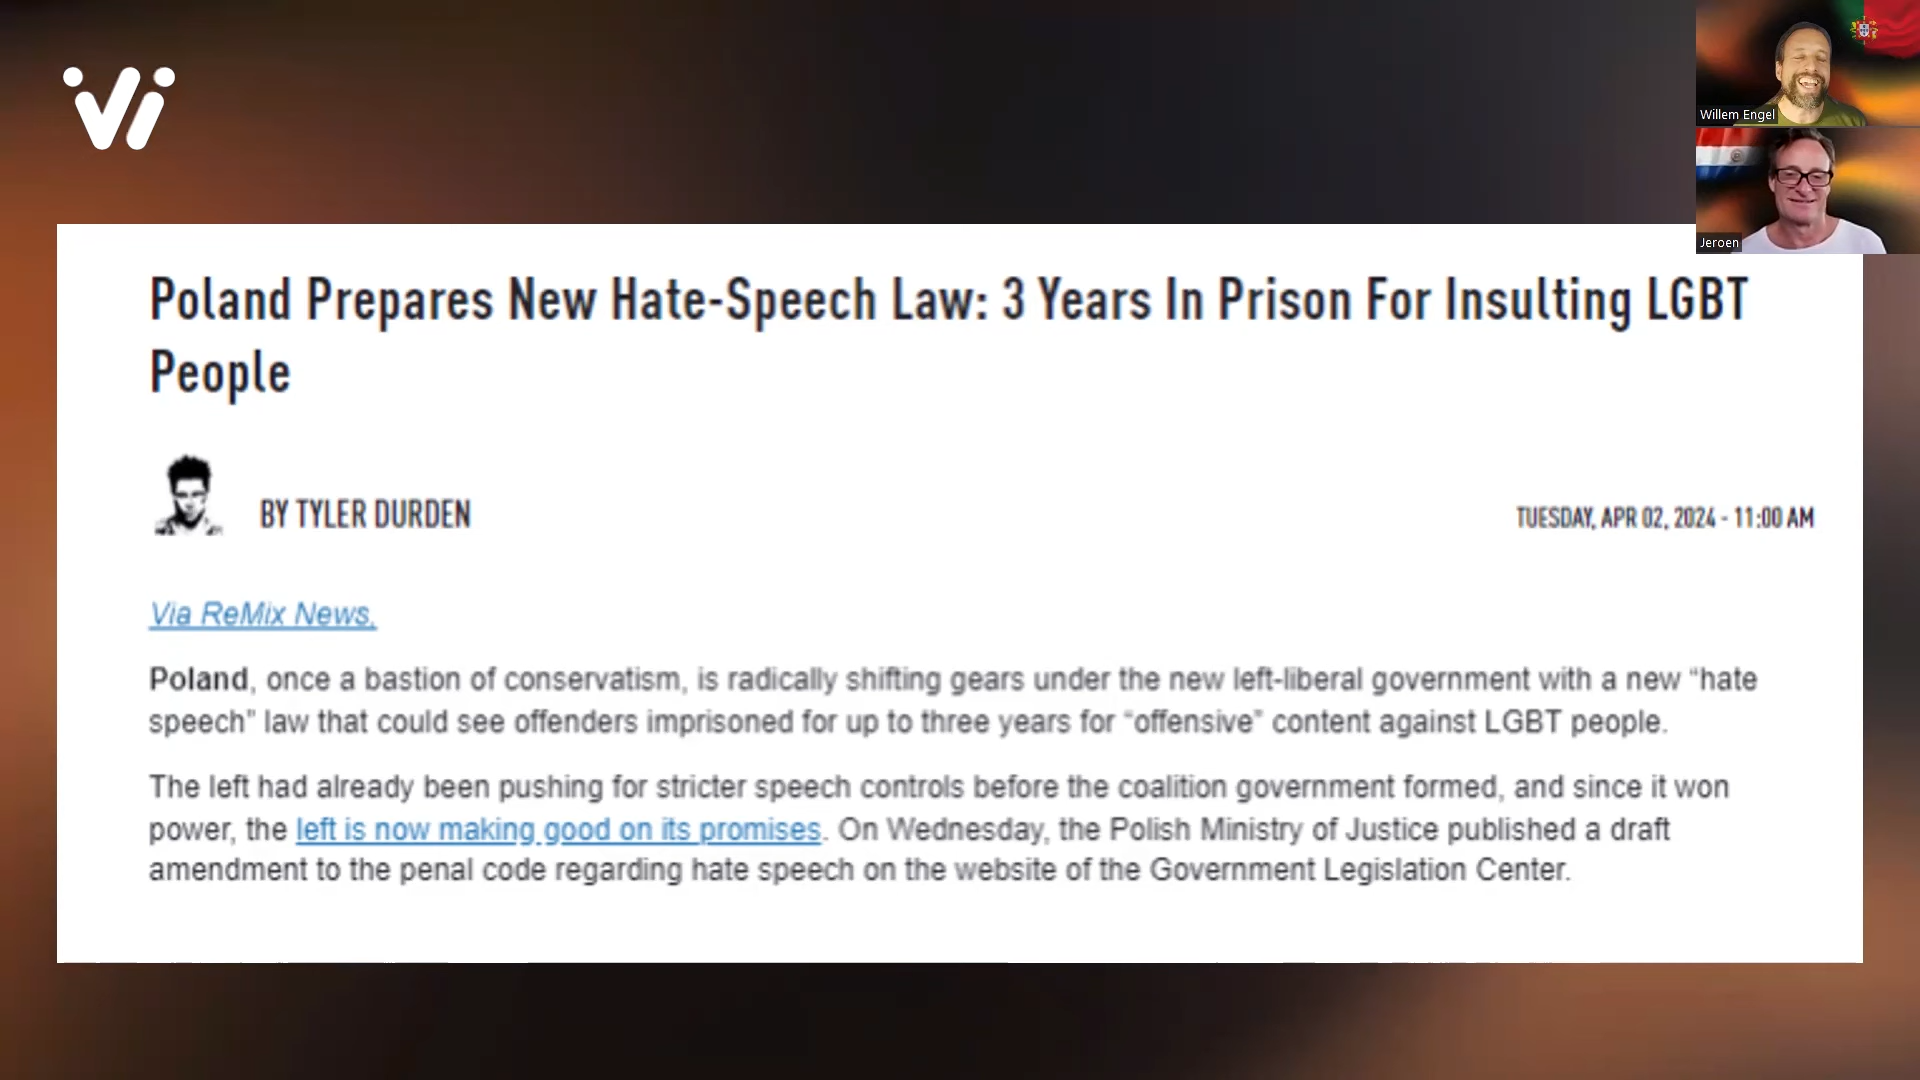 Willem Engel
Jeroen
Poland Prepares New Hate-Speech Law: 3 Years In Prison For Insulting LGBT
People
BY TYLER DURDEN
TUESDAY, APR 02, 2024 - 11:00 AM
Via ReMix News,
Poland, once a bastion of conservatism, is radically shifting gears under the new left-liberal government with a new “hate
speech” law that could see offenders imprisoned for up to three years for “offensive” content against LGBT people.
The left had already been pushing for stricter speech controls before the coalition government formed, and since it won
power, the left is now making good on its promises. On Wednesday, the Polish Ministry of Justice published a draft
amendment to the penal code regarding hate speech on the website of the Government Legislation Center.